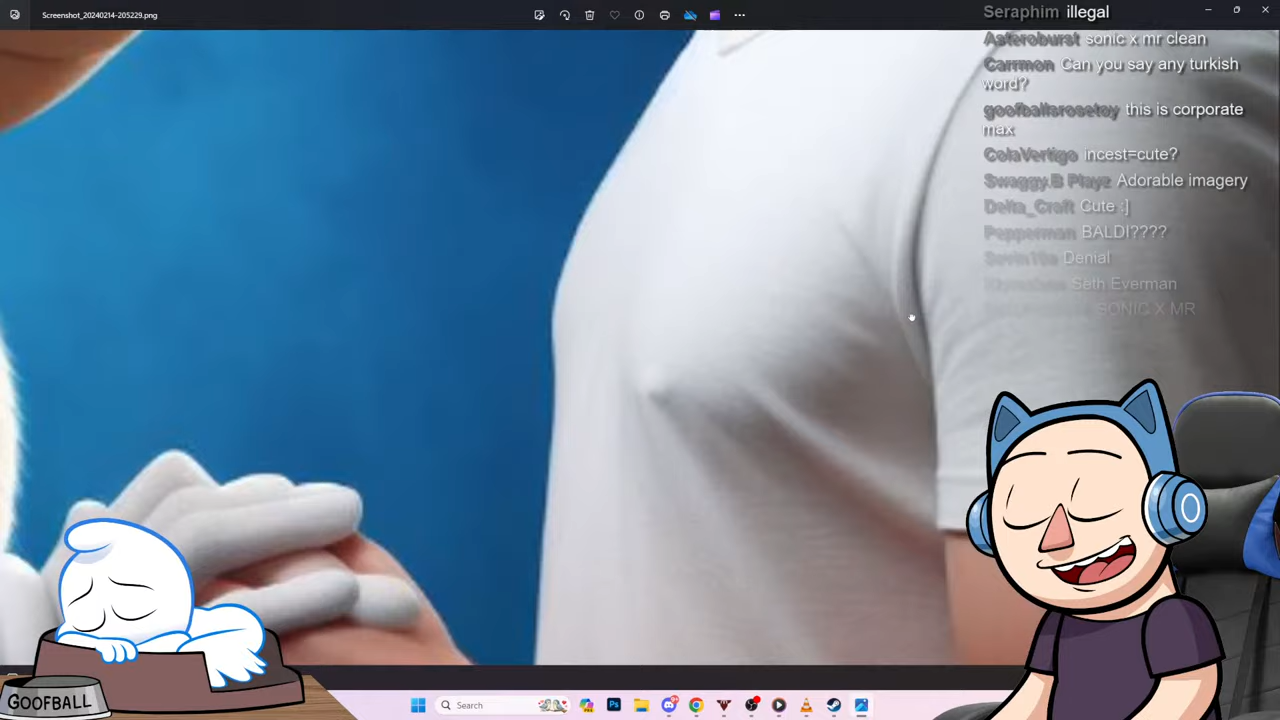 Screenshot_20240214-205229.png
Seraphim illegal
Asteroburst sonic x mr clean
Carrmon Can you say any turkish
word?
goofballsrosetoy this is corporate
max
ColaVertigo incest=cute?
Swaggy.B Playz Adorable imagery
Delta_Craft Cute :]
Pepperman BALDI????
Denial
Seth Everman
SONIC X MR
GOOFBALL
Search